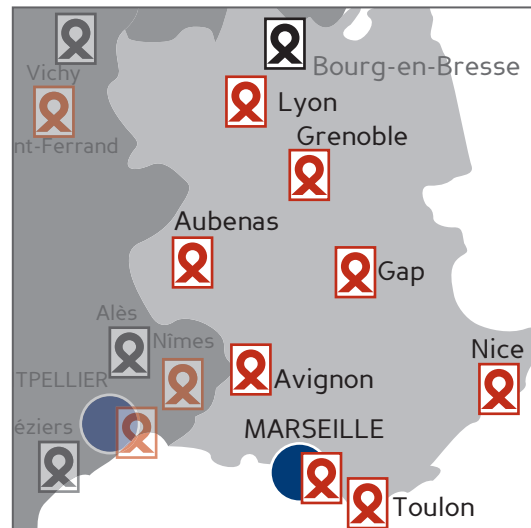 Vichy
Bourg-en-Bresse
Lyon
nt-Ferrand
Grenoble
Aubenas
Gap
Alès
Nîmes
Nice
TPELLIER
Avignon
éziers
MARSEILLE
Toulon